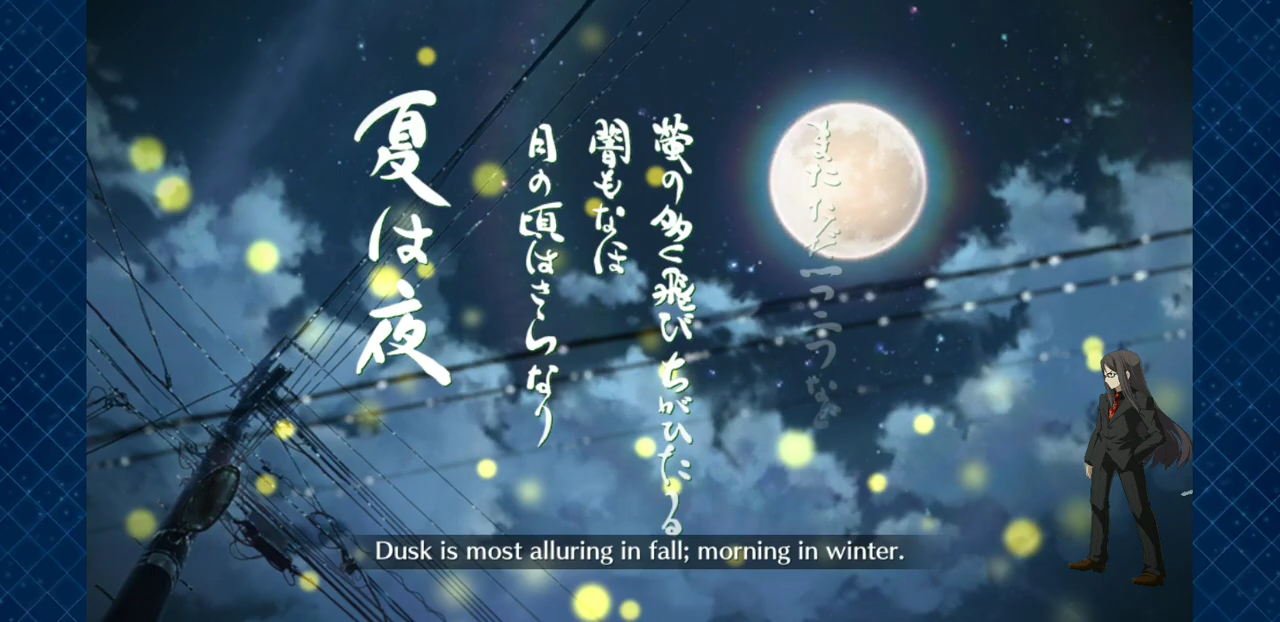 夏は夜
月の頃はさらなり
闇もなほ
螢の多く飛びちがひたる
またただ一つ二つなど
Dusk is most alluring in fall; morning in winter.